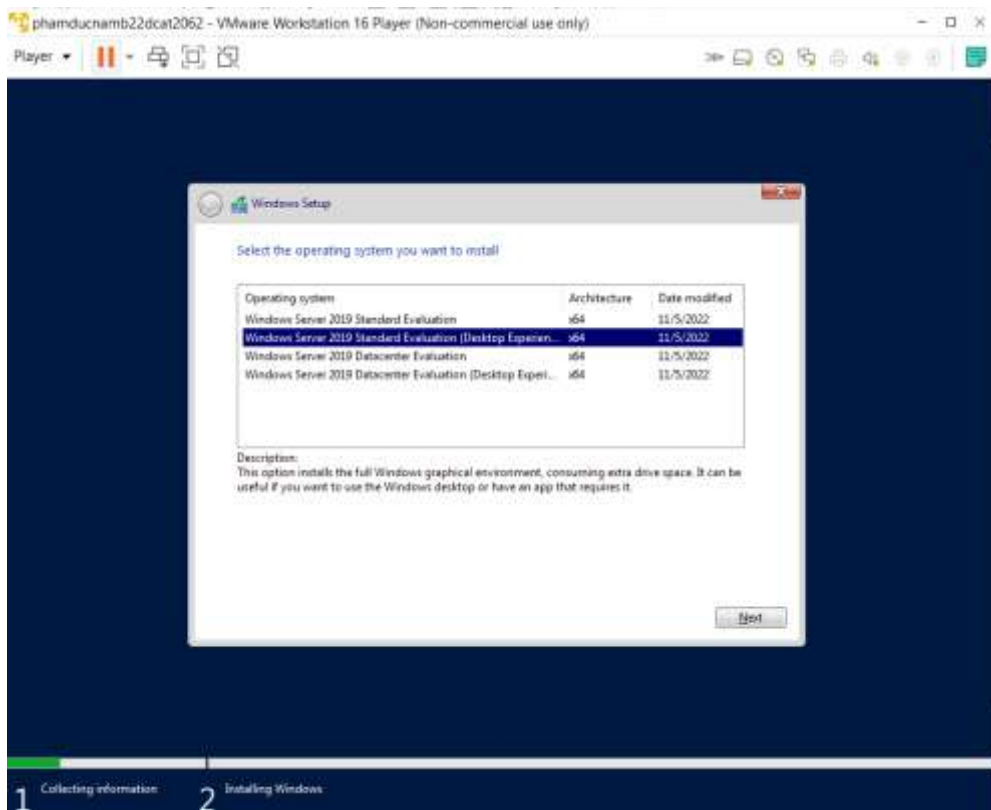 phamducnamb22dcat2062 - VMware Workstation 16 Player (Non-commercial use only)
Player
Windows Setup
Select the operating system you want to install
Operating system Architecture Date modified
Windows Server 2019 Standard Evaluation x64 11/5/2022
Windows Server 2019 Standard Evaluation (Desktop Experien... x64 11/5/2022
Windows Server 2019 Datacenter Evaluation x64 11/5/2022
Windows Server 2019 Datacenter Evaluation (Desktop Experi... x64 11/5/2022
Description:
This option installs the full Windows graphical environment, consuming extra drive space. It can be
useful if you want to use the Windows desktop or have an app that requires it.
Next
1 Collecting information 2 Installing Windows